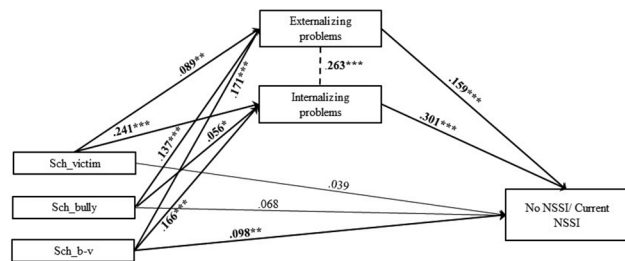 Externalizing
problems
.089**
.171***
.263***
.159***
Internalizing
problems
.241***
.137***
.056*
.301***
Sch_victim
.039
.166***
Sch_bully
.068
No NSSI/ Current
NSSI
Sch_b-v
.098**